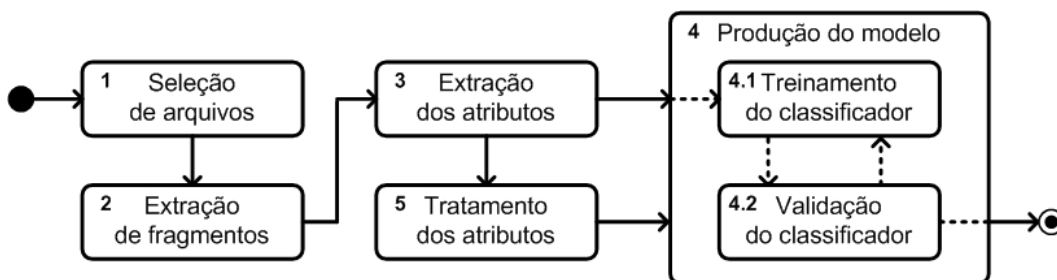 1 Seleção
de arquivos
2 Extração
de fragmentos
3 Extração
dos atributos
5 Tratamento
dos atributos
4 Produção do modelo
4.1 Treinamento
do classificador
4.2 Validação
do classificador